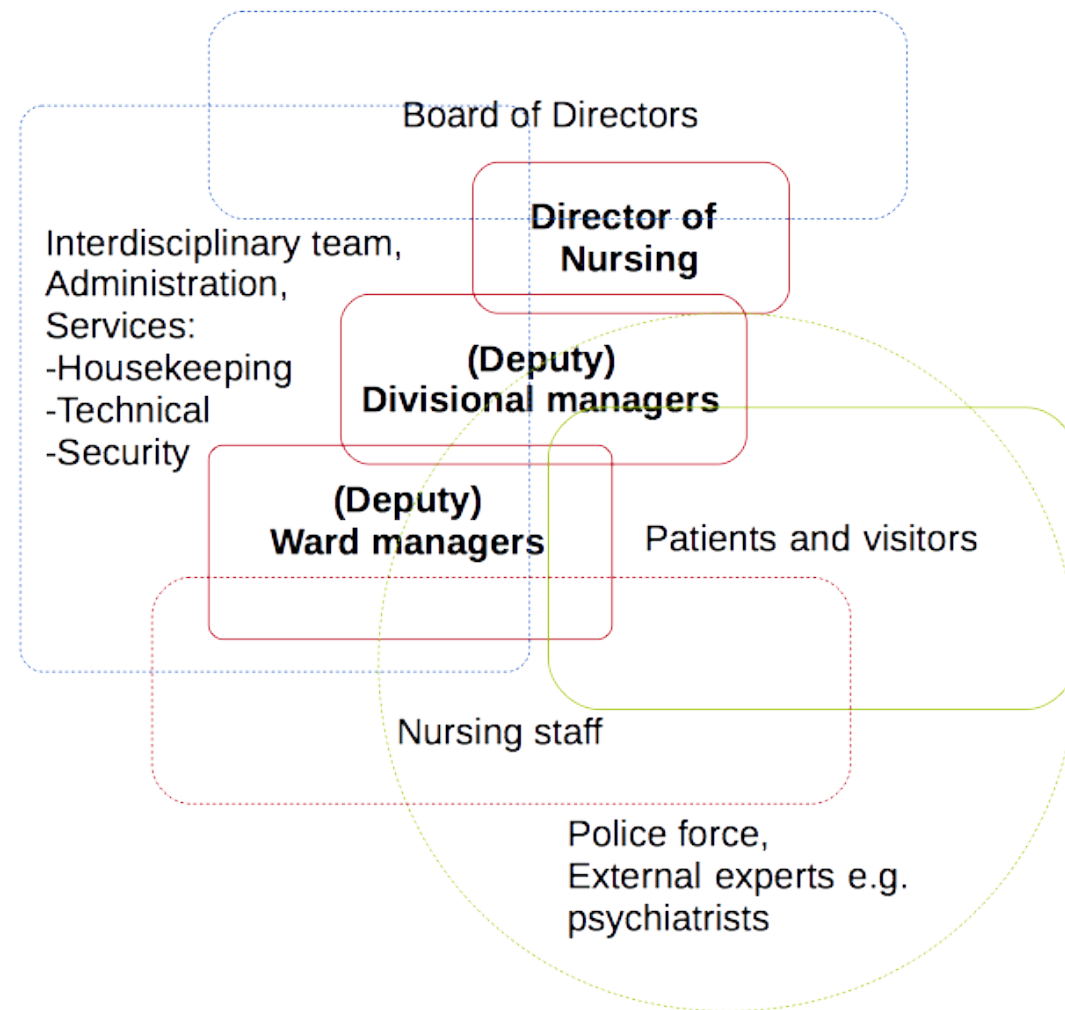 Board of Directors
Director of
Nursing
Interdisciplinary team,
Administration,
Services:
-Housekeeping
-Technical
-Security
(Deputy)
Divisional managers
(Deputy)
Ward managers
Patients and visitors
Nursing staff
Police force,
External experts e.g.
psychiatrists